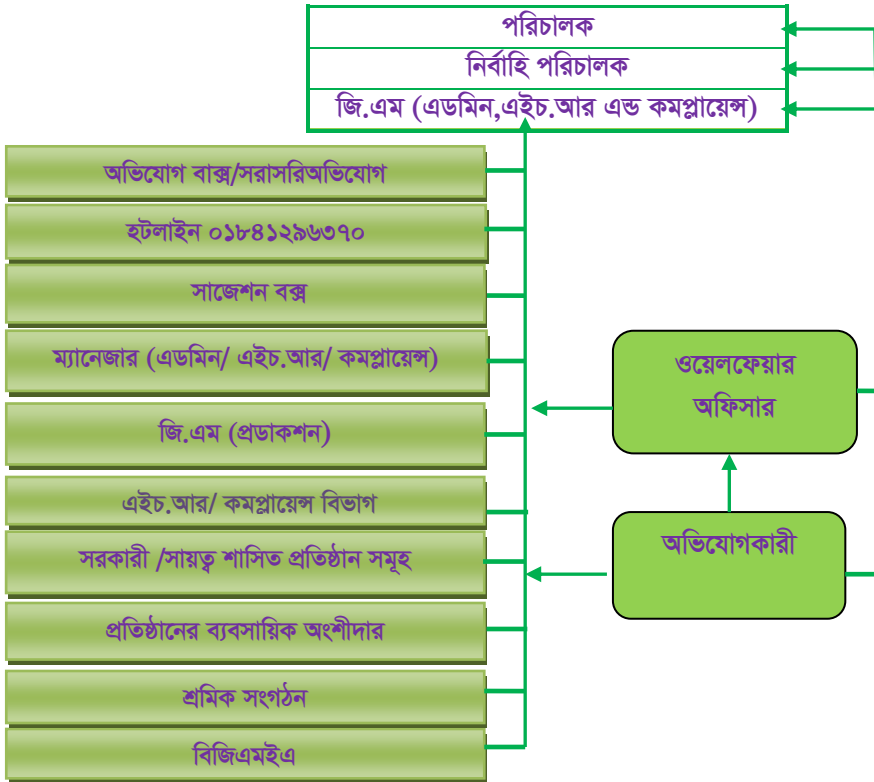 পরিচালক
নির্বাহি পরিচালক
জি.এম (এডমিন,এইচ.আর এন্ড কমপ্লায়েন্স)
অভিযোগ বাক্স/সরাসরিঅভিযোগ
হটলাইন ০১৮৪১২৯৬৩৭০
সাজেশন বক্স
ম্যানেজার (এডমিন/ এইচ.আর/ কমপ্লায়েন্স)
জি.এম (প্রডাকশন)
এইচ.আর/ কমপ্লায়েন্স বিভাগ
সরকারী /সায়ত্ব শাসিত প্রতিষ্ঠান সমূহ
প্রতিষ্ঠানের ব্যবসায়িক অংশীদার
শ্রমিক সংগঠন
বিজিএমইএ
ওয়েলফেয়ার
অফিসার
অভিযোগকারী